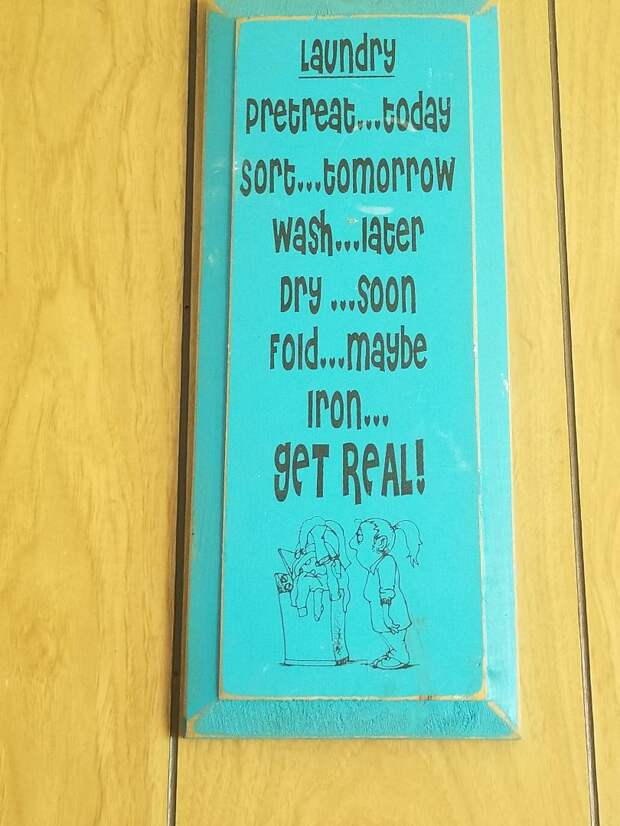 Laundry
Pretreat...today
Sort...tomorrow
Wash...later
Dry ...soon
Fold...maybe
Iron...
get REAL!